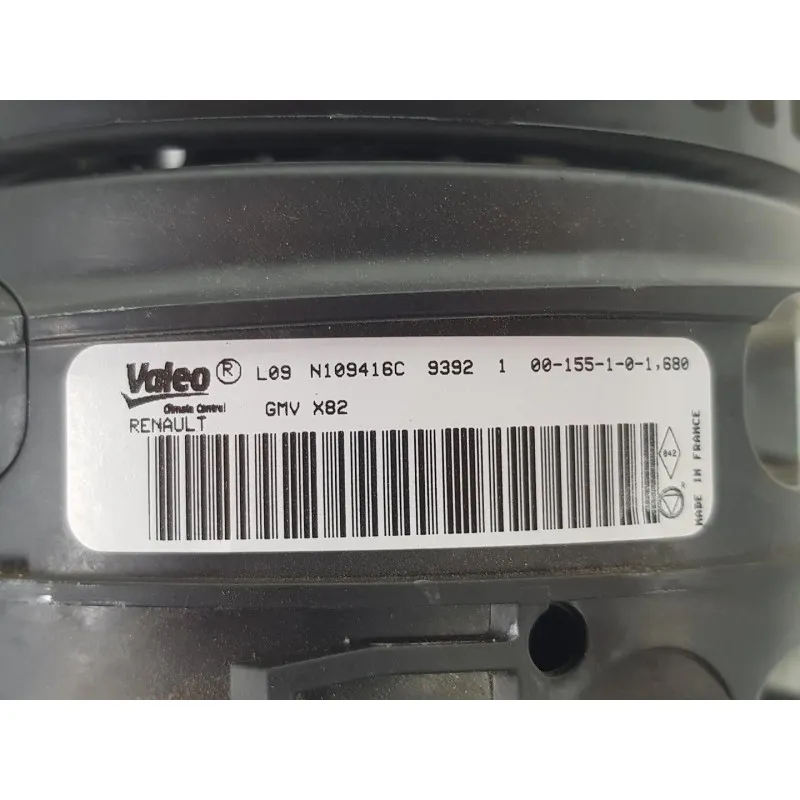 Valeo ® L09 N109416C 9392 1 00-155-1-0-1,680
Climate Control GMV X82
RENAULT
842
MADE IN FRANCE